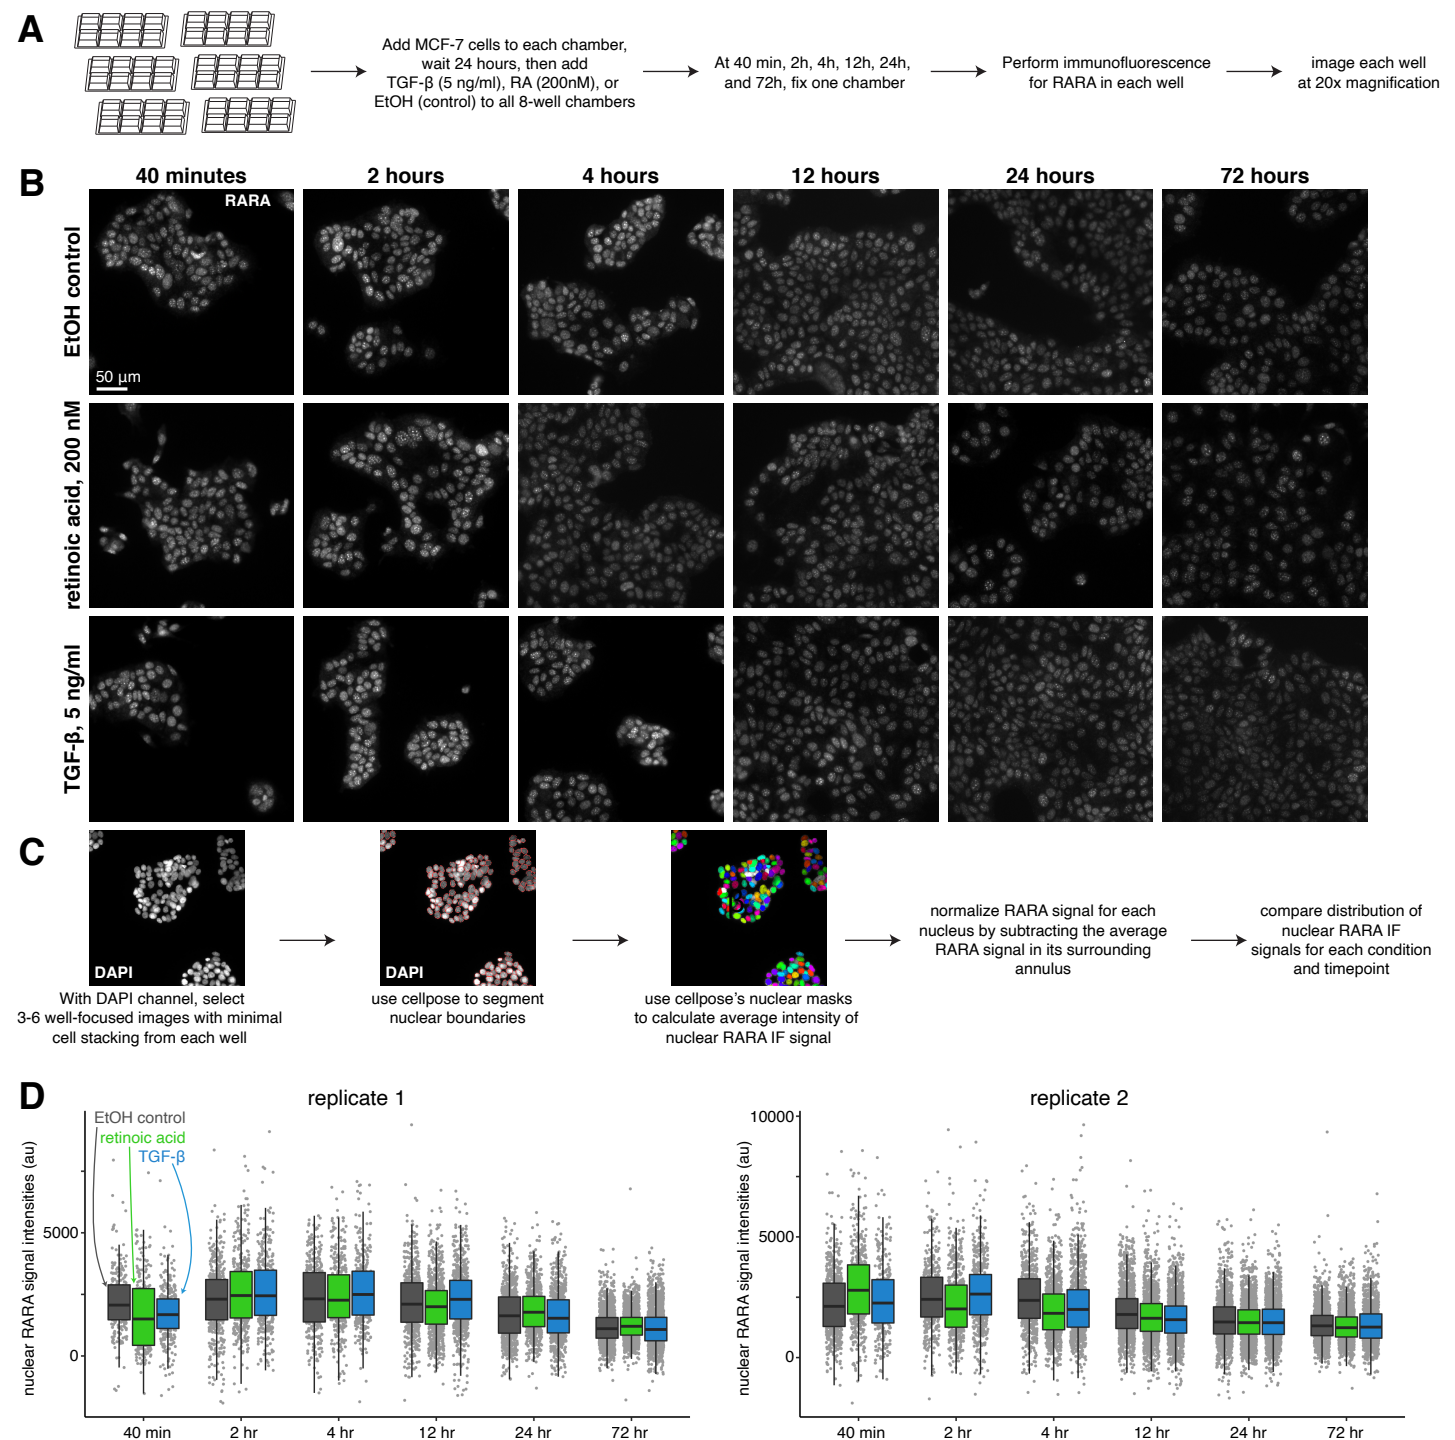 A
Add MCF-7 cells to each chamber,
wait 24 hours, then add
TGF-β (5 ng/ml), RA (200nM), or
EtOH (control) to all 8-well chambers
At 40 min, 2h, 4h, 12h, 24h,
and 72h, fix one chamber
Perform immunofluorescence
for RARA in each well
image each well
at 20x magnification
B
40 minutes
2 hours
4 hours
12 hours
24 hours
72 hours
EtOH control
RARA
50 µm
retinoic acid, 200 nM
TGF-β, 5 ng/ml
C
DAPI
With DAPI channel, select
3-6 well-focused images with minimal
cell stacking from each well
DAPI
use cellpose to segment
nuclear boundaries
use cellpose's nuclear masks
to calculate average intensity of
nuclear RARA IF signal
normalize RARA signal for each
nucleus by subtracting the average
RARA signal in its surrounding
annulus
compare distribution of
nuclear RARA IF
signals for each condition
and timepoint
D
replicate 1
EtOH control
retinoic acid
TGF-β
nuclear RARA signal intensities (au)
5000
0
40 min
2 hr
4 hr
12 hr
24 hr
72 hr
replicate 2
nuclear RARA signal intensities (au)
10000
5000
0
40 min
2 hr
4 hr
12 hr
24 hr
72 hr